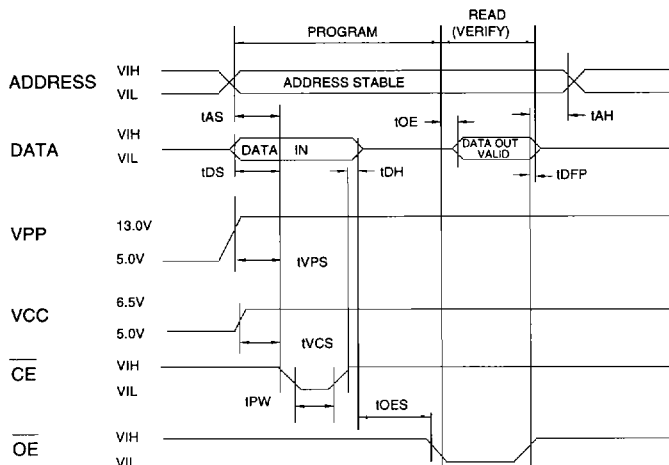 PROGRAM
READ
(VERIFY)
ADDRESS
VIH
VIL
ADDRESS STABLE
tAS
tOE
tAH
DATA
VIH
VIL
DATA IN
DATA OUT
VALID
tDS
tDH
tDFP
VPP
13.0V
5.0V
tVPS
VCC
6.5V
5.0V
tVCS
CE
VIH
VIL
tPW
tOES
OE
VIH
VIL